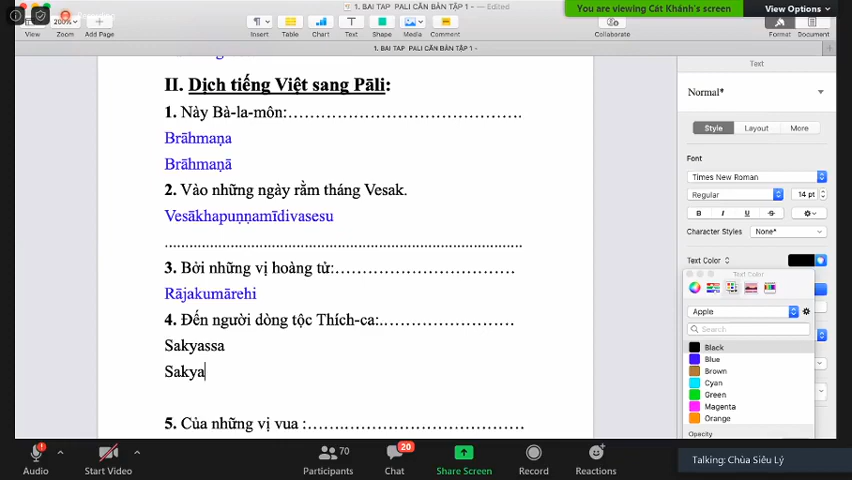 1. BAI TAP PALI CĂN BẢN TẬP 1 - — Edited
You are viewing Cát Khánh's screen
View Options
200%
View
Zoom
Add Page
Insert
Table
Chart
Text
Shape
Media
Comment
Collaborate
Format
Document
1. BAI TAP PALI CĂN BẢN TẬP 1 -
II. Dịch tiếng Việt sang Pāli:
1. Này Bà-la-môn:……………………………………….
Brāhmaṇa
Brāhmaṇā
2. Vào những ngày rằm tháng Vesak.
Vesākhapuṇṇamīdivasesu
.......................................................................................
3. Bởi những vị hoàng tử:………………………………
Rājakumārehi
4. Đến người dòng tộc Thích-ca:………………………
Sakyassa
Sakya
5. Của những vị vua :……………………………………
Text
Normal*
Style
Layout
More
Font
Times New Roman
Regular
14 pt
B I U S
Character Styles
None*
Text Color
Text Color
Apple
Search
Black
Blue
Brown
Cyan
Green
Magenta
Orange
Opacity
Audio
Start Video
70
Participants
20
Chat
Share Screen
Record
Reactions
Talking: Chùa Siêu Lý